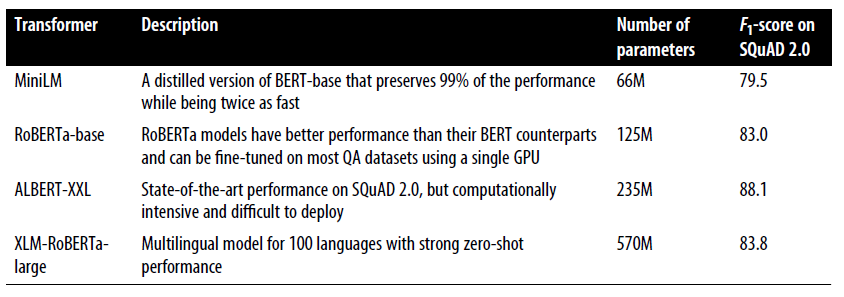 Transformer Description Number of parameters F1-score on SQuAD 2.0
MiniLM A distilled version of BERT-base that preserves 99% of the performance while being twice as fast 66M 79.5
RoBERTa-base RoBERTa models have better performance than their BERT counterparts and can be fine-tuned on most QA datasets using a single GPU 125M 83.0
ALBERT-XXL State-of-the-art performance on SQuAD 2.0, but computationally intensive and difficult to deploy 235M 88.1
XLM-RoBERTa-large Multilingual model for 100 languages with strong zero-shot performance 570M 83.8